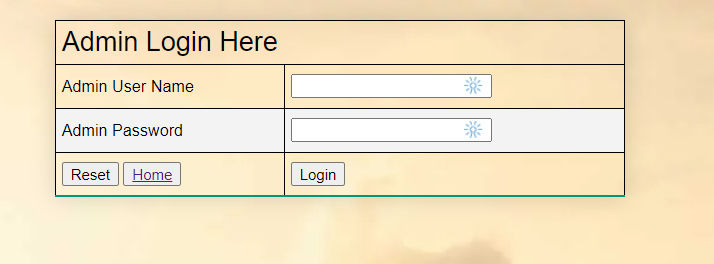 Admin Login Here
Admin User Name
Admin Password
Reset Home Login